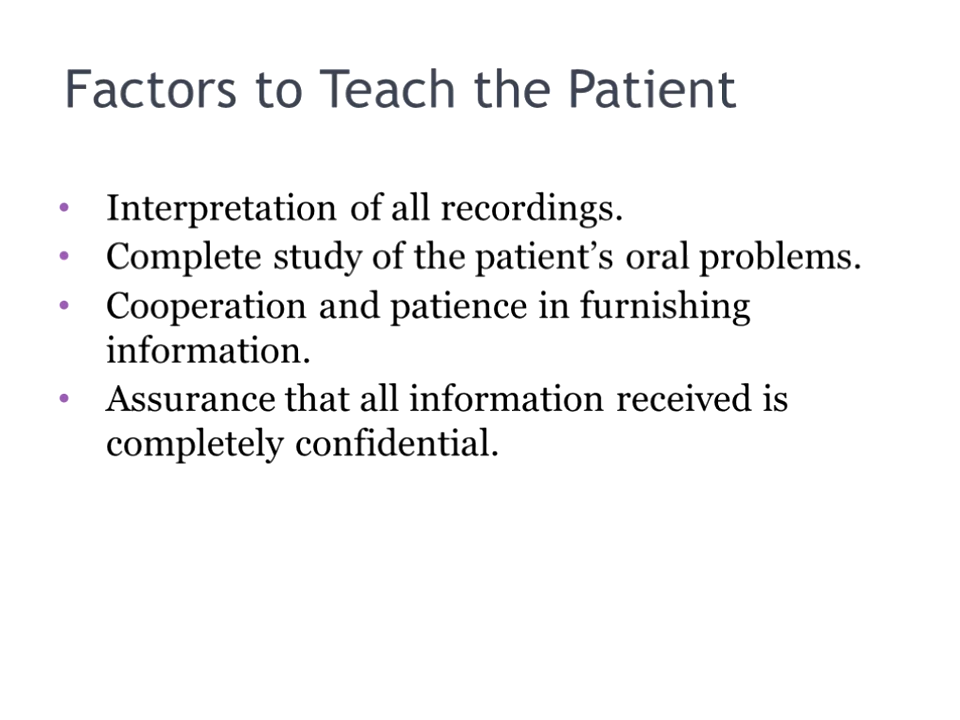 Factors to Teach the Patient
• Interpretation of all recordings.
• Complete study of the patient’s oral problems.
• Cooperation and patience in furnishing
information.
• Assurance that all information received is
completely confidential.